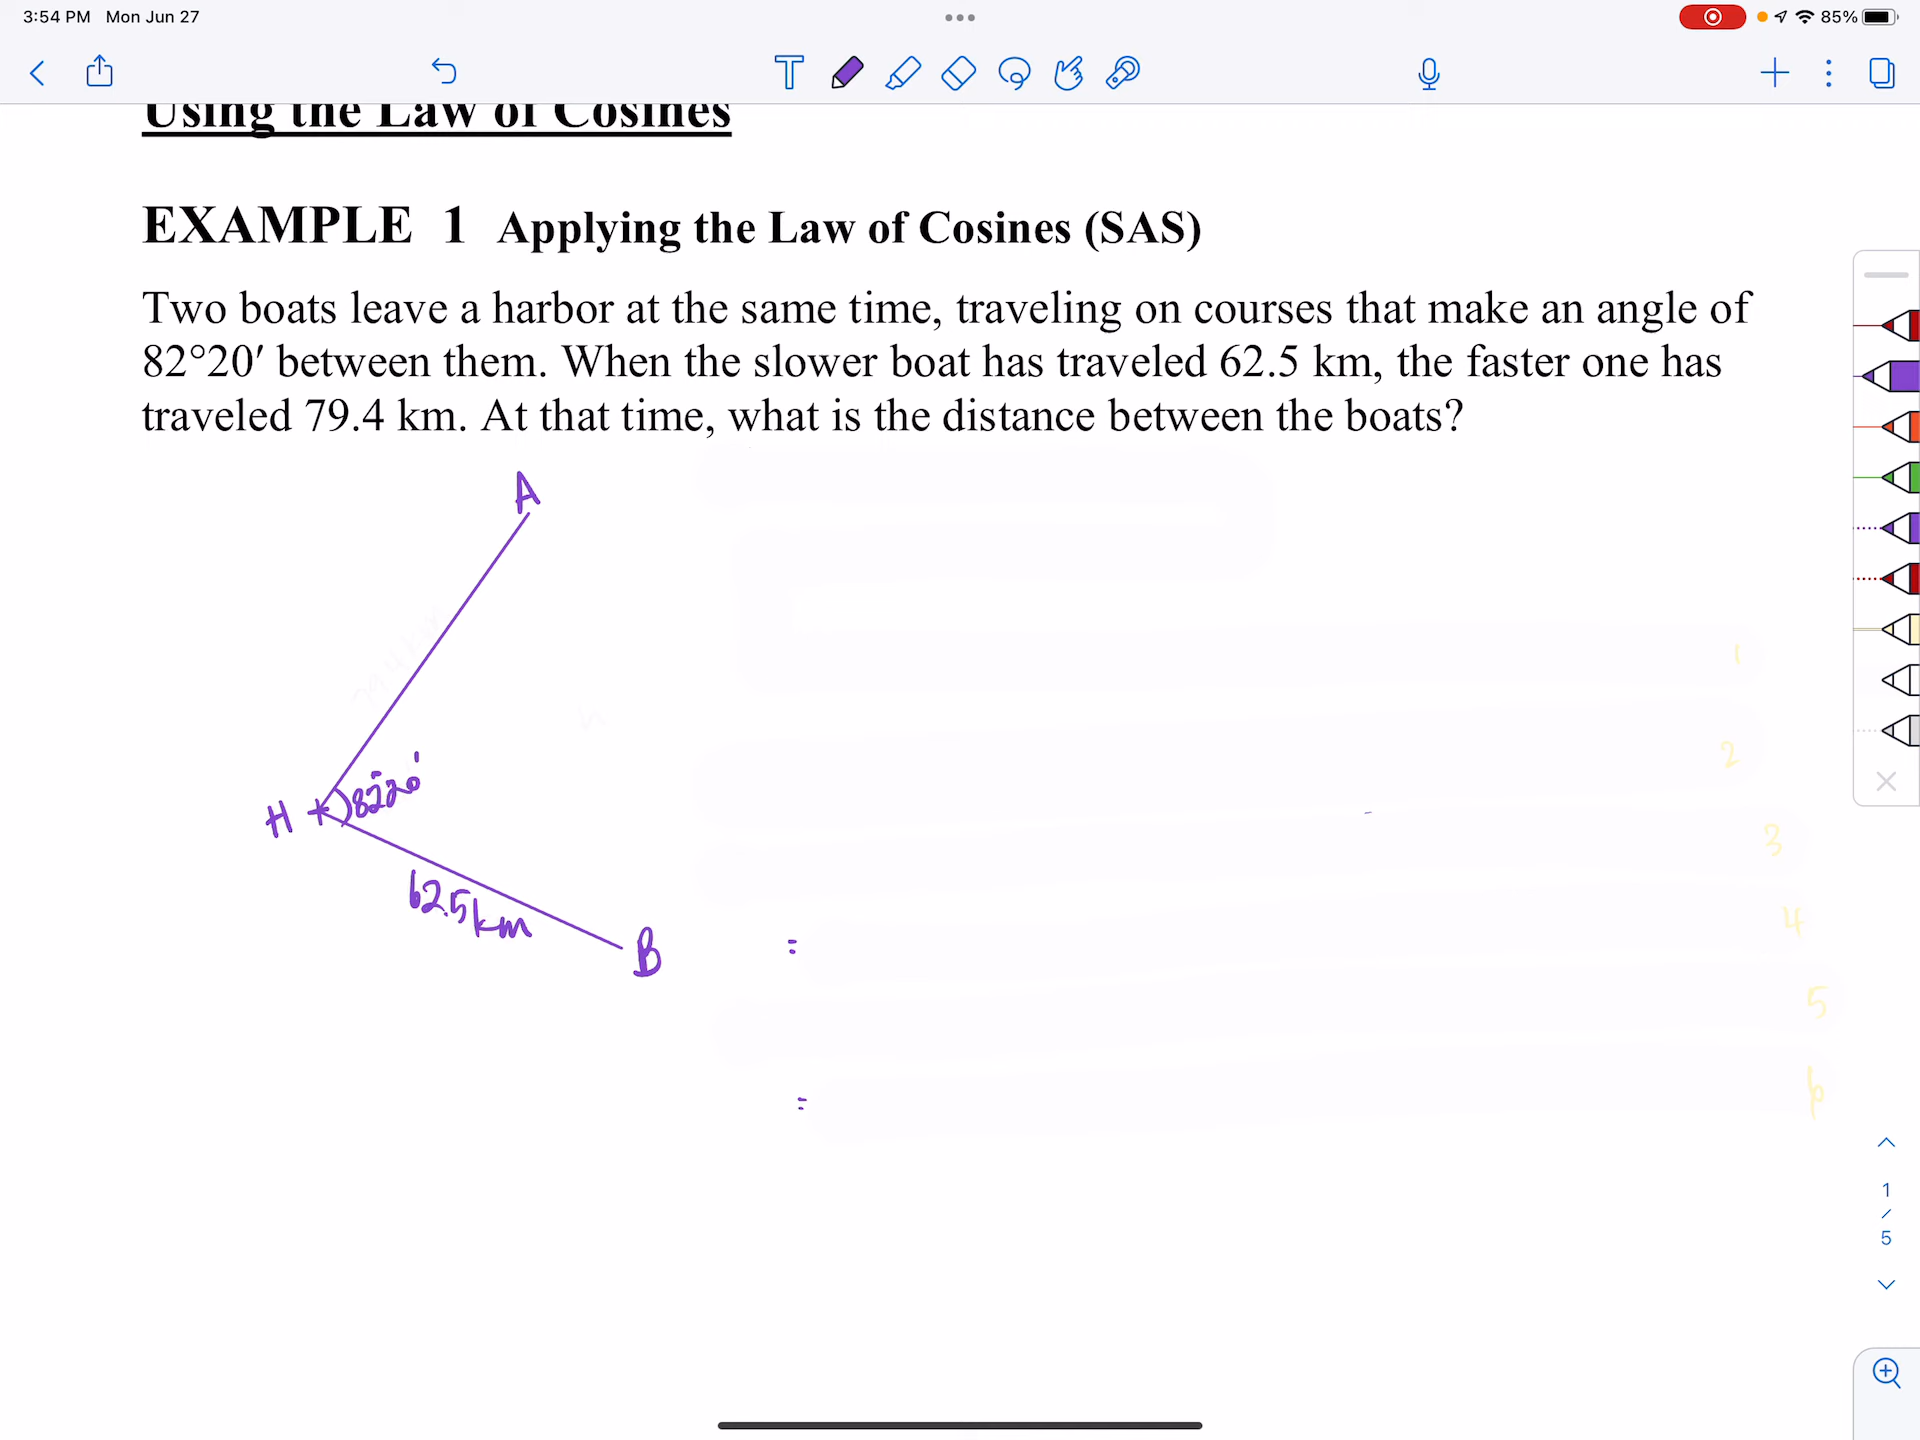 3:54 PM Mon Jun 27
85%
Using the Law of Cosines
EXAMPLE 1 Applying the Law of Cosines (SAS)
Two boats leave a harbor at the same time, traveling on courses that make an angle of
82°20′ between them. When the slower boat has traveled 62.5 km, the faster one has
traveled 79.4 km. At that time, what is the distance between the boats?
A
H 82°20'
62.5km
B
=
=
1
2
3
4
5
6
1
/
5